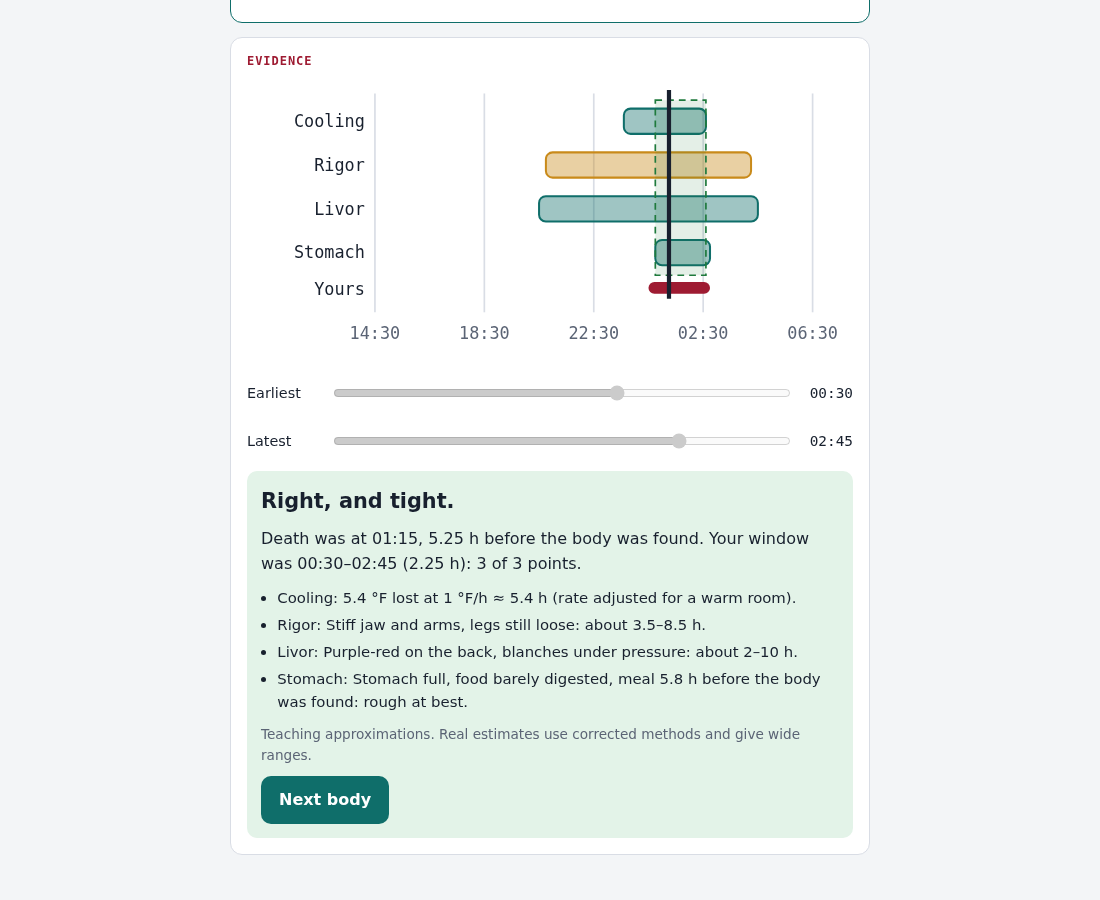 EVIDENCE
Cooling
Rigor
Livor
Stomach
Yours
14:30 18:30 22:30 02:30 06:30
Earliest 00:30
Latest 02:45
Right, and tight.
Death was at 01:15, 5.25 h before the body was found. Your window
was 00:30–02:45 (2.25 h): 3 of 3 points.
• Cooling: 5.4 °F lost at 1 °F/h ≈ 5.4 h (rate adjusted for a warm room).
• Rigor: Stiff jaw and arms, legs still loose: about 3.5–8.5 h.
• Livor: Purple-red on the back, blanches under pressure: about 2–10 h.
• Stomach: Stomach full, food barely digested, meal 5.8 h before the body
was found: rough at best.
Teaching approximations. Real estimates use corrected methods and give wide
ranges.
Next body